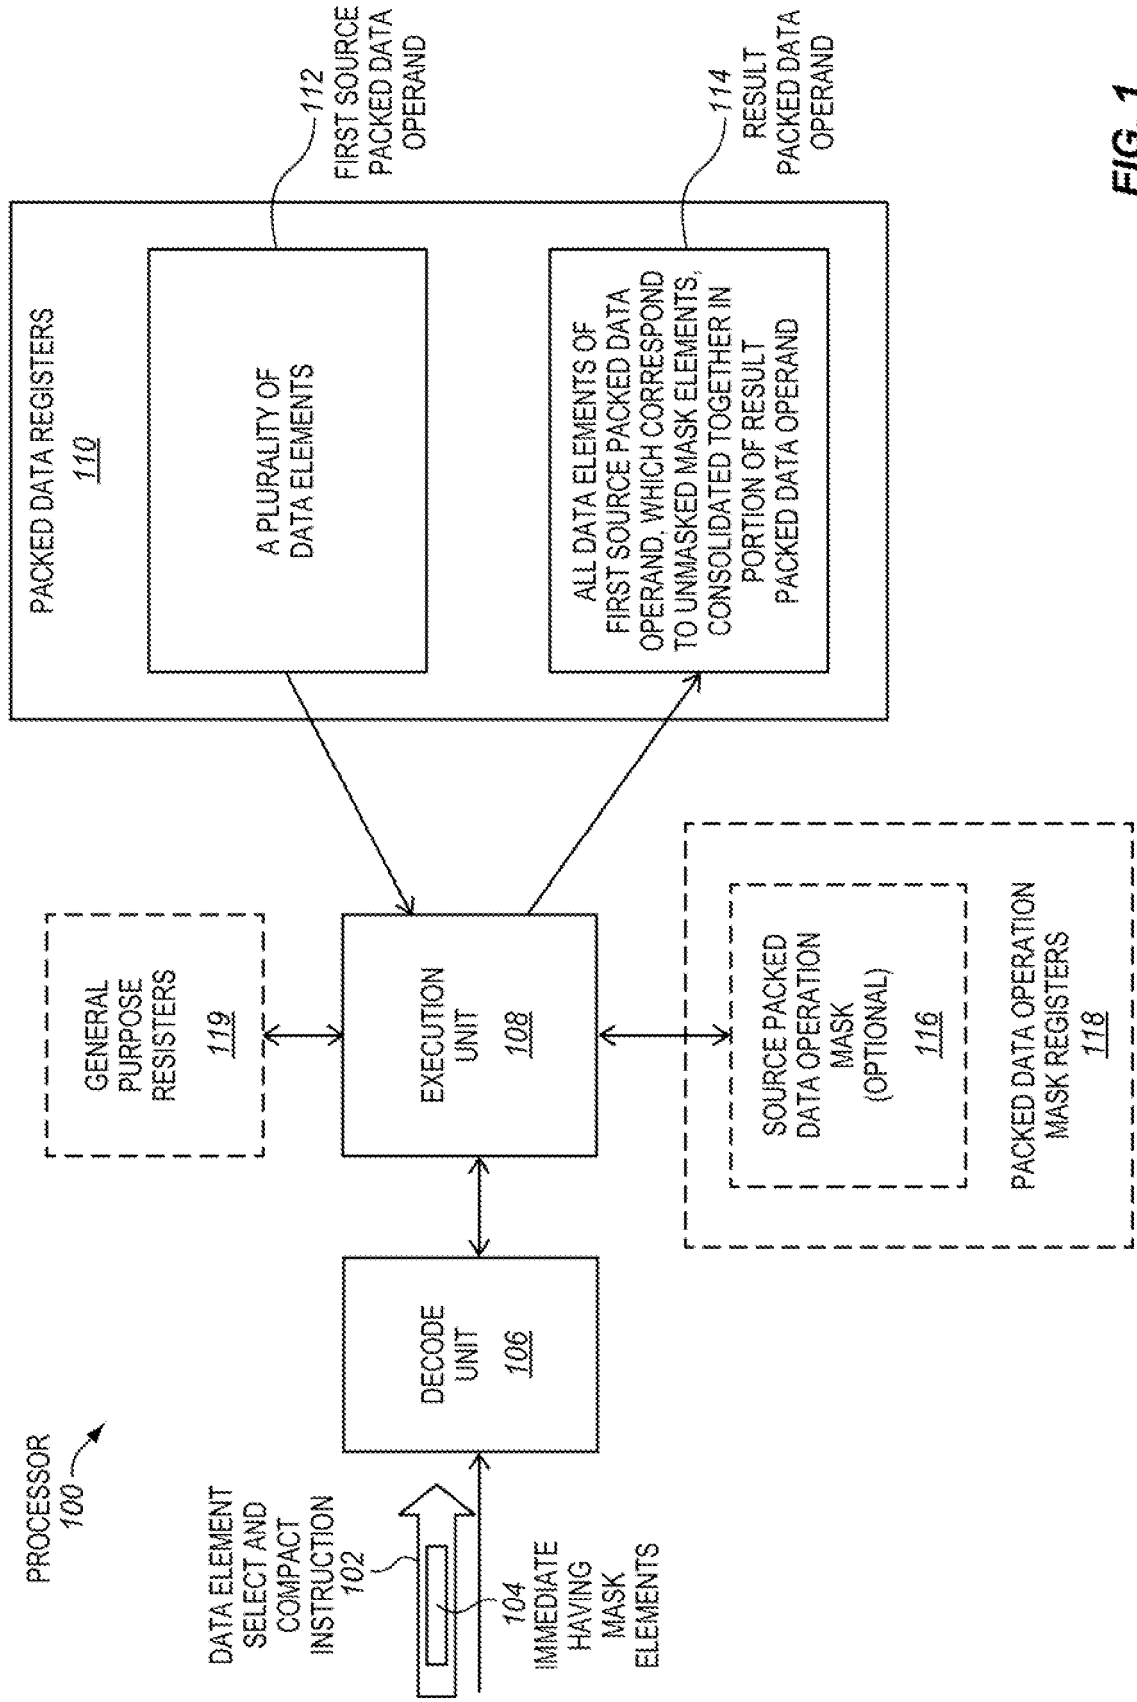 PROCESSOR
100
DATA ELEMENT
SELECT AND
COMPACT
INSTRUCTION
102
104
IMMEDIATE
HAVING
MASK
ELEMENTS
DECODE
UNIT
106
GENERAL
PURPOSE
RESISTERS
119
EXECUTION
UNIT
108
SOURCE PACKED
DATA OPERATION
MASK
(OPTIONAL)
116
PACKED DATA OPERATION
MASK REGISTERS
118
PACKED DATA REGISTERS
110
A PLURALITY OF
DATA ELEMENTS
112
FIRST SOURCE
PACKED DATA
OPERAND
ALL DATA ELEMENTS OF
FIRST SOURCE PACKED DATA
OPERAND, WHICH CORRESPOND
TO UNMASKED MASK ELEMENTS,
CONSOLIDATED TOGETHER IN
PORTION OF RESULT
PACKED DATA OPERAND
114
RESULT
PACKED DATA
OPERAND
FIG. 1